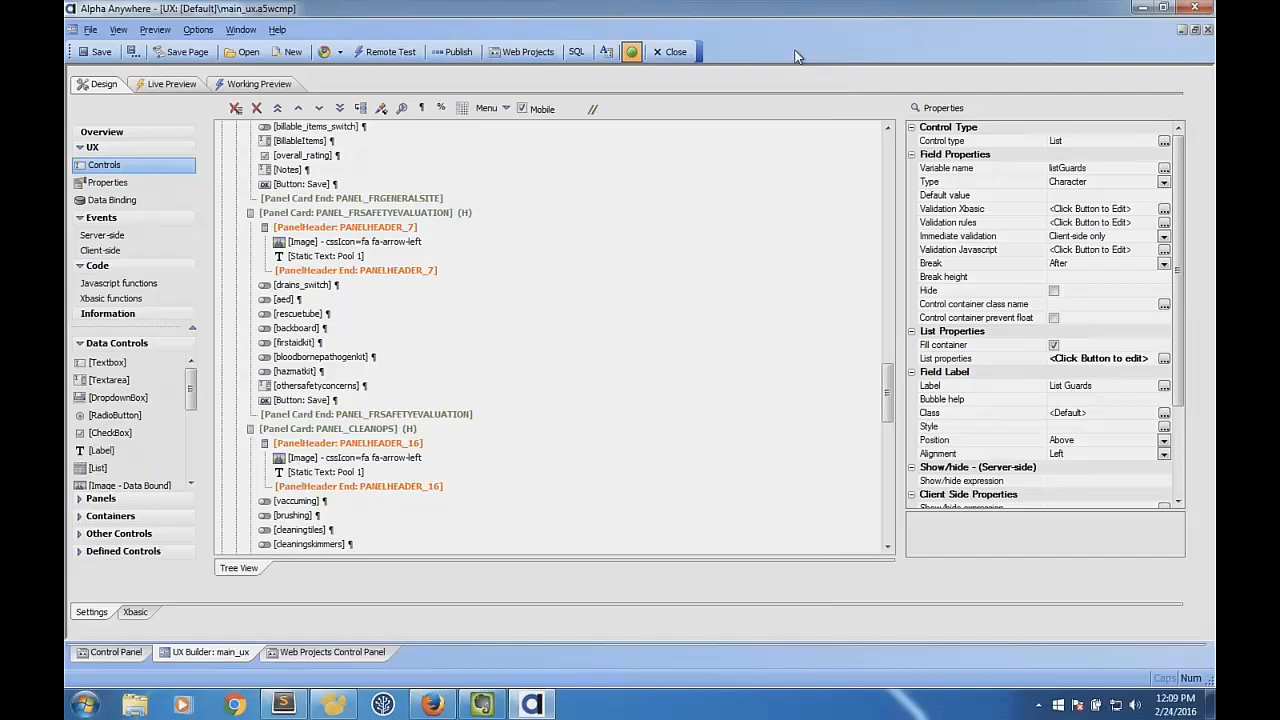 Alpha Anywhere - [UX: [Default]\main_ux.a5wcmp]
File View Preview Options Window Help
Save Save Page Open New Remote Test Publish Web Projects SQL Close
Design Live Preview Working Preview
Menu Mobile
Overview
UX
Controls
Properties
Data Binding
Events
Server-side
Client-side
Code
Javascript functions
Xbasic functions
Information
Data Controls
[Textbox]
[Textarea]
[DropdownBox]
[RadioButton]
[CheckBox]
[Label]
[List]
[Image - Data Bound]
Panels
Containers
Other Controls
Defined Controls
[billable_items_switch] ¶
[BillableItems] ¶
[overall_rating] ¶
[Notes] ¶
[Button: Save] ¶
[Panel Card End: PANEL_FRGENERALSITE]
[Panel Card: PANEL_FRSAFETYEVALUATION] (H)
[PanelHeader: PANELHEADER_7]
[Image] - cssIcon=fa fa-arrow-left
[Static Text: Pool 1]
[PanelHeader End: PANELHEADER_7]
[drains_switch] ¶
[aed] ¶
[rescuetube] ¶
[backboard] ¶
[firstaidkit] ¶
[bloodbornepathogenkit] ¶
[hazmatkit] ¶
[othersafetyconcerns] ¶
[Button: Save] ¶
[Panel Card End: PANEL_FRSAFETYEVALUATION]
[Panel Card: PANEL_CLEANOPS] (H)
[PanelHeader: PANELHEADER_16]
[Image] - cssIcon=fa fa-arrow-left
[Static Text: Pool 1]
[PanelHeader End: PANELHEADER_16]
[vaccuming] ¶
[brushing] ¶
[cleaningtiles] ¶
[cleaningskimmers] ¶
Tree View
Properties
Control Type
Control type List
Field Properties
Variable name listGuards
Type Character
Default value
Validation Xbasic <Click Button to Edit>
Validation rules <Click Button to Edit>
Immediate validation Client-side only
Validation Javascript <Click Button to Edit>
Break After
Break height
Hide
Control container class name
Control container prevent float
List Properties
Fill container
List properties <Click Button to edit>
Field Label
Label List Guards
Bubble help
Class <Default>
Style
Position Above
Alignment Left
Show/hide - (Server-side)
Show/hide expression
Client Side Properties
Show/hide expression
Settings Xbasic
Control Panel UX Builder: main_ux Web Projects Control Panel
Caps Num
12:09 PM
2/24/2016